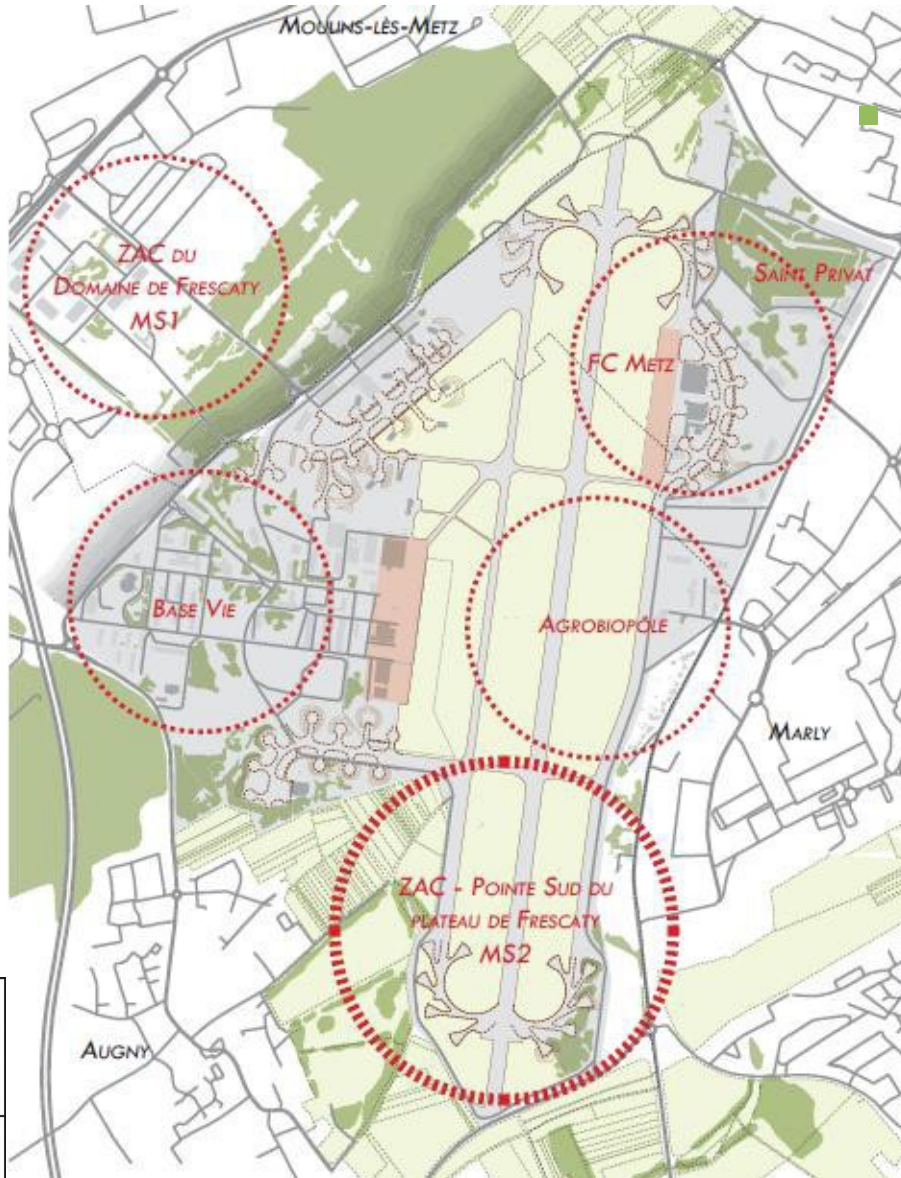 MOULINS-LÈS-METZ
ZAC DU
DOMAINE DE FRESCATY
MS1
SAINT PRIVAT
FC METZ
BASE VIE
AGROBIOPÔLE
MARLY
ZAC - POINTE SUD DU
PLATEAU DE FRESCATY
MS2
AUGNY